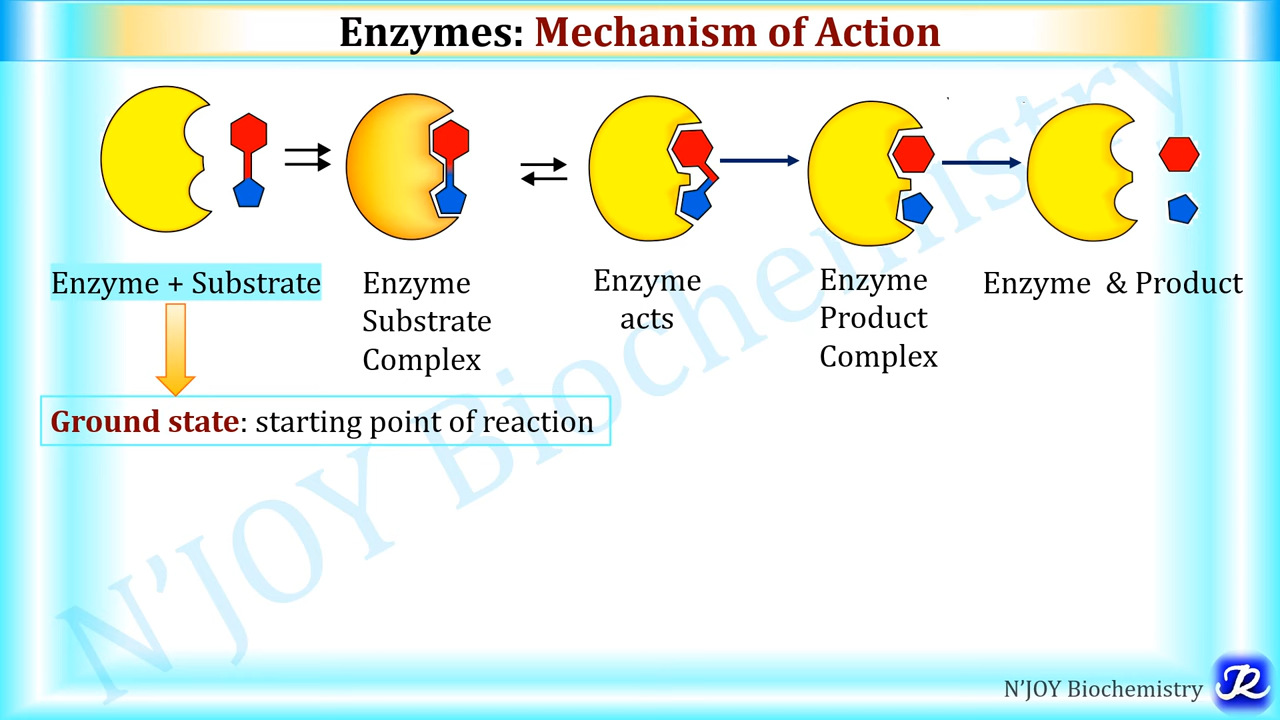 Enzymes: Mechanism of Action
Enzyme + Substrate
Enzyme
Substrate
Complex
Enzyme
acts
Enzyme
Product
Complex
Enzyme & Product
Ground state: starting point of reaction
N'JOY Biochemistry
N'JOY Biochemistry
JR